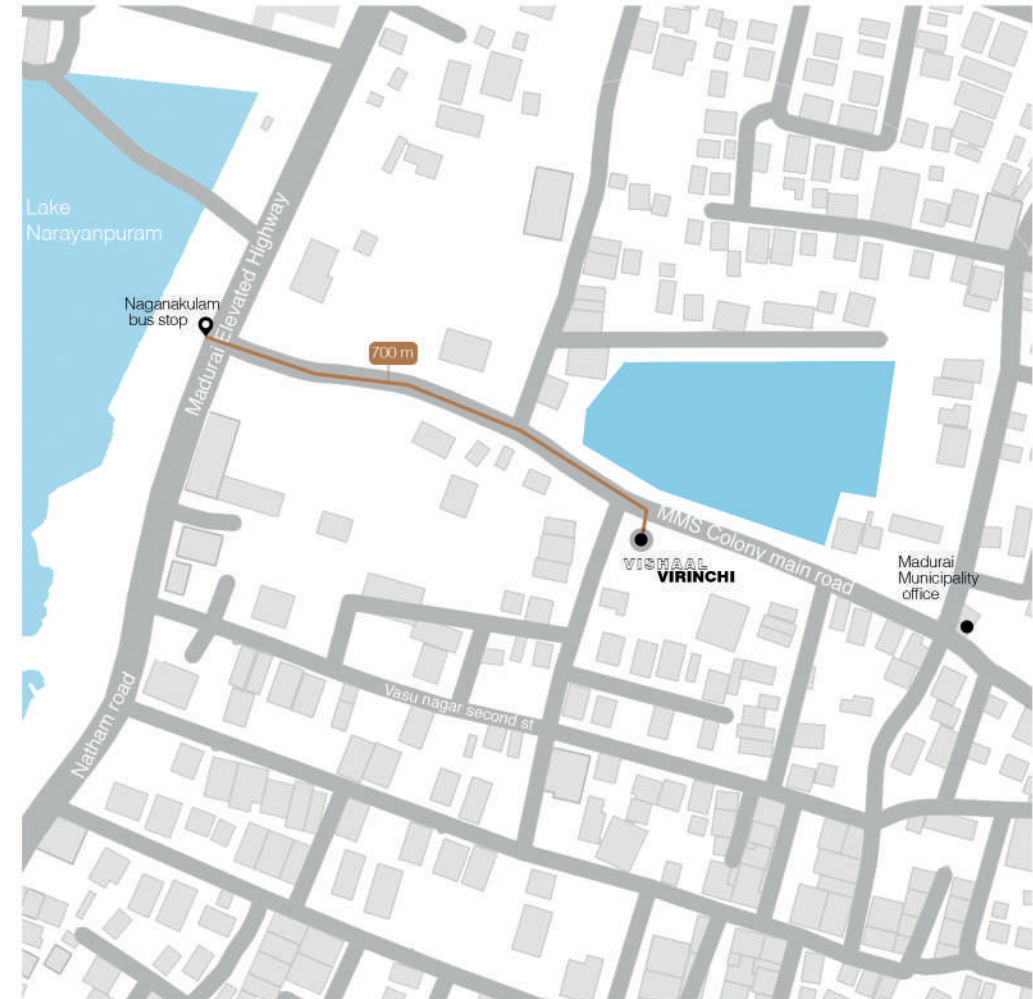 Lake
Narayanpuram
Madurai Elevated Highway
Naganakulam
bus stop
700 m
MMS Colony main road
VISHAAL
VIRINCHI
Madurai
Municipality
office
Vasu nagar second st
Natham road